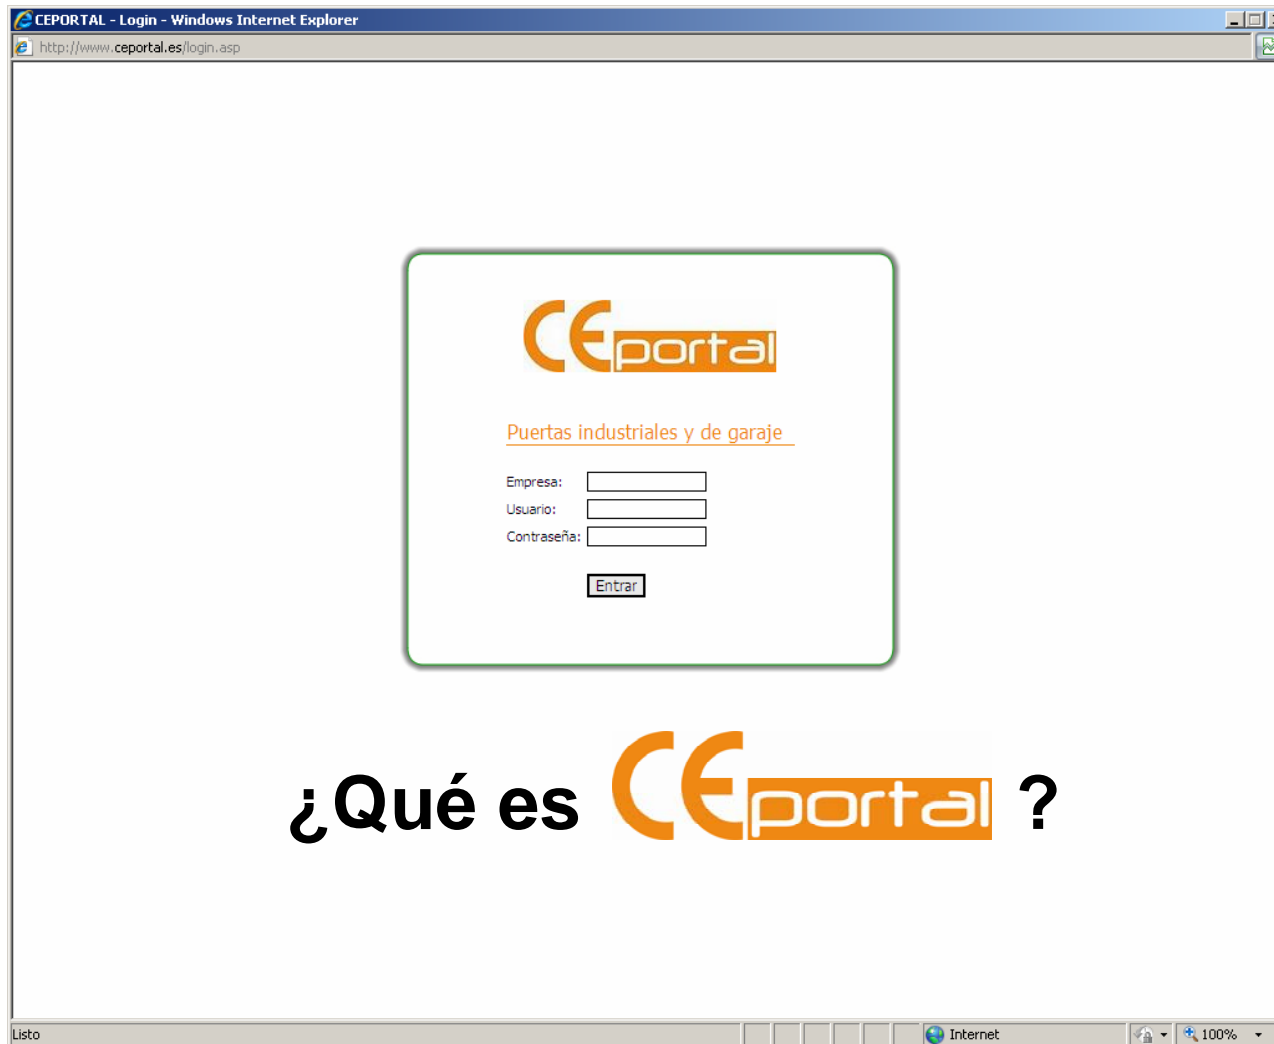 CEPORTAL - Login - Windows Internet Explorer
http://www.ceportal.es/login.asp
CEportal
Puertas industriales y de garaje
Empresa:
Usuario:
Contraseña:
Entrar
¿Qué es CEportal ?
Listo Internet 100%